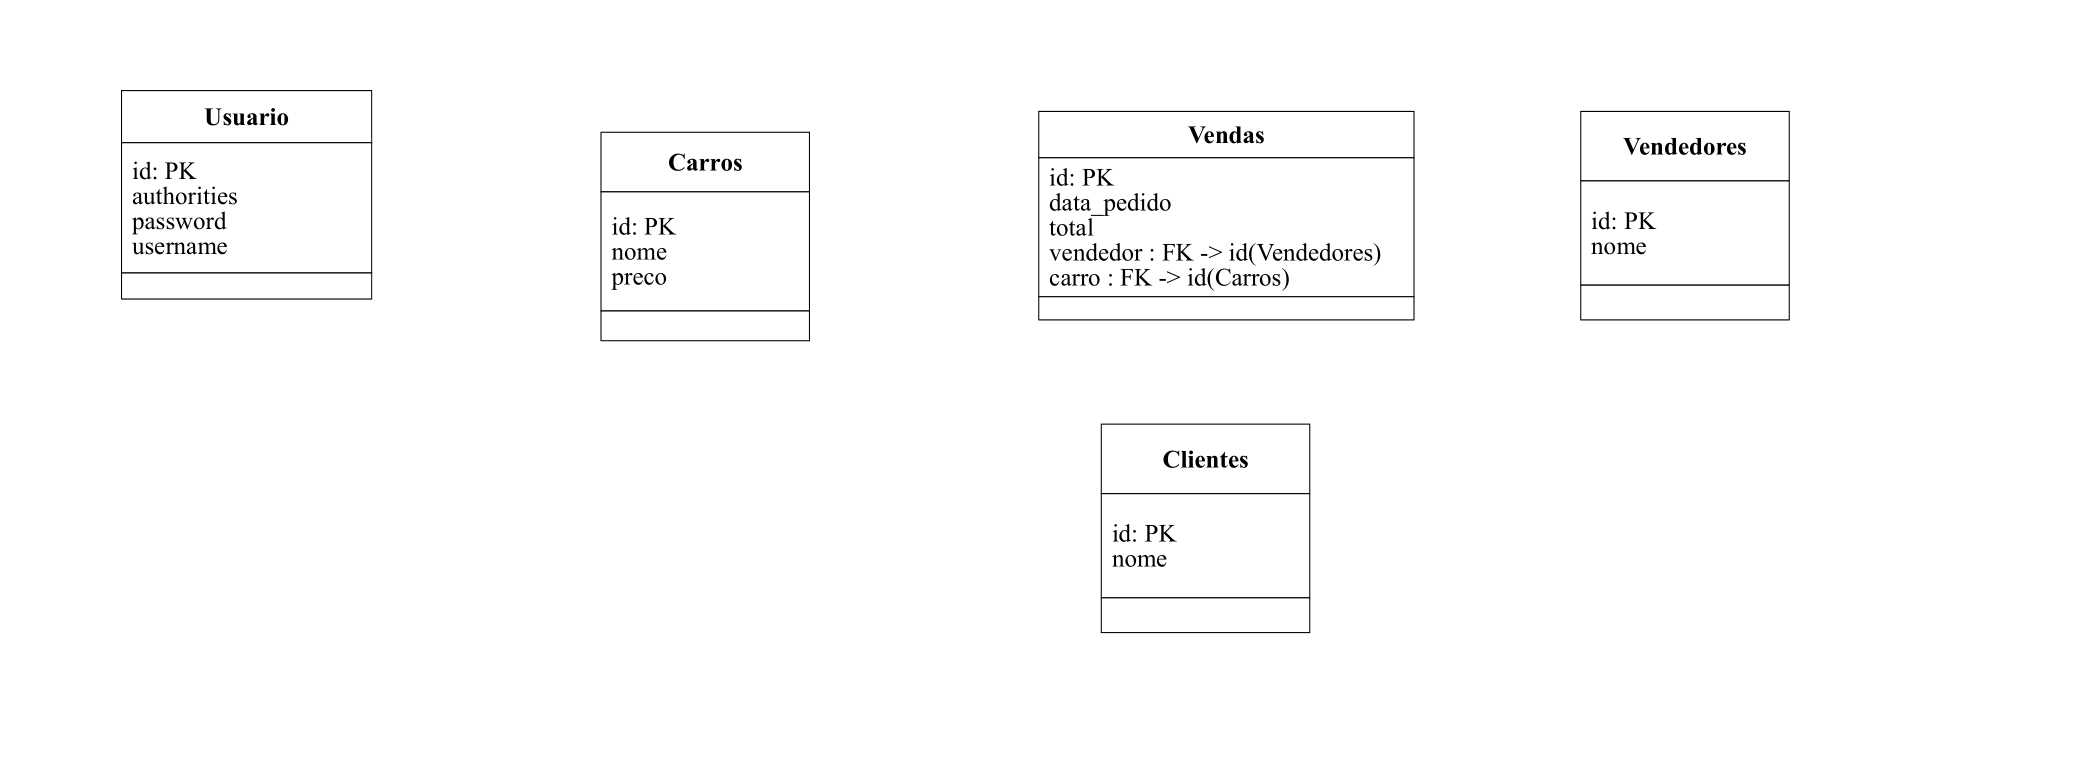 Usuario
id: PK
authorities
password
username
Carros
id: PK
nome
preco
Vendas
id: PK
data_pedido
total
vendedor : FK -> id(Vendedores)
carro : FK -> id(Carros)
Vendedores
id: PK
nome
Clientes
id: PK
nome